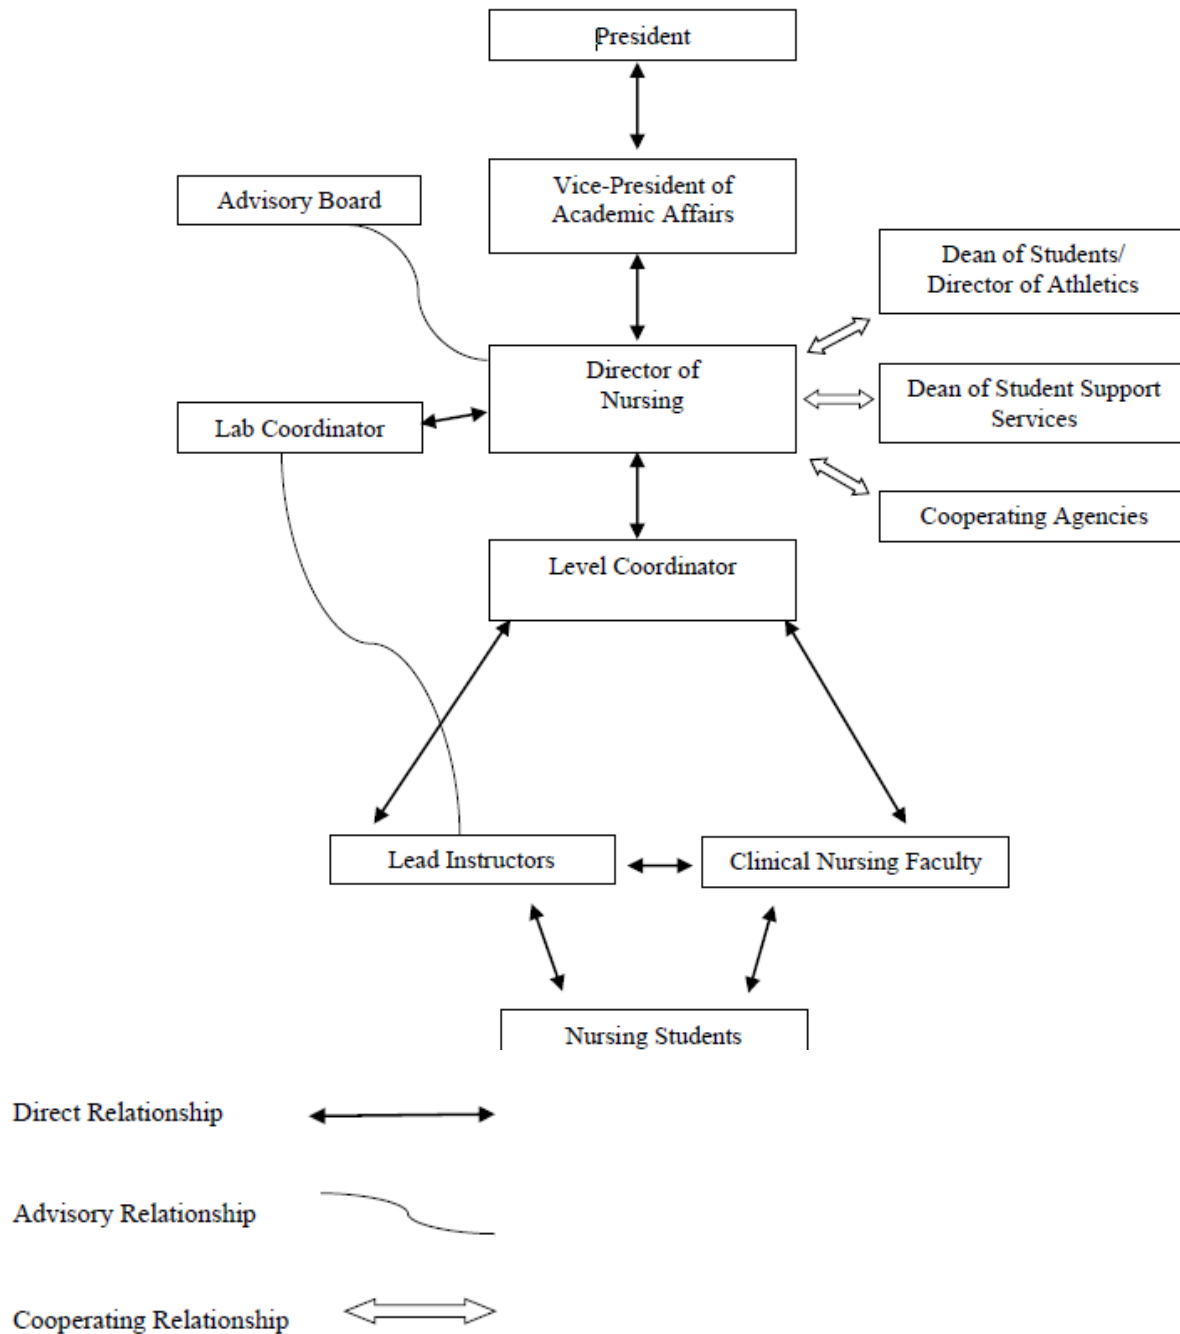 President
Vice-President of
Academic Affairs
Advisory Board
Dean of Students/
Director of Athletics
Director of
Nursing
Dean of Student Support
Services
Lab Coordinator
Cooperating Agencies
Level Coordinator
Lead Instructors
Clinical Nursing Faculty
Nursing Students
Direct Relationship
Advisory Relationship
Cooperating Relationship